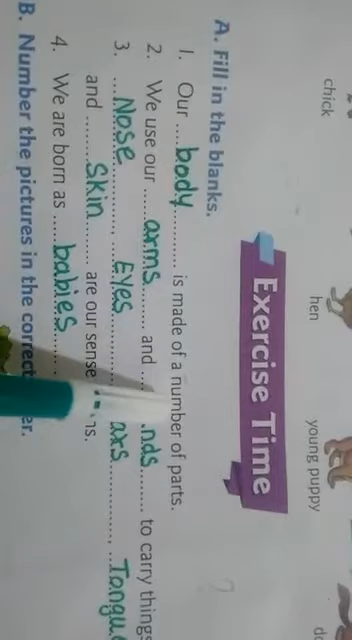 chick hen young puppy
Exercise Time
A. Fill in the blanks.
1. Our ....body......... is made of a number of parts.
2. We use our .....arms........ and .... nds........ to carry things
3. ....Nose............, ...Eyes............, axs............, ...Tongu
and .........Skin........ are our sense ns.
4. We are born as .....babies.......
B. Number the pictures in the correct er.